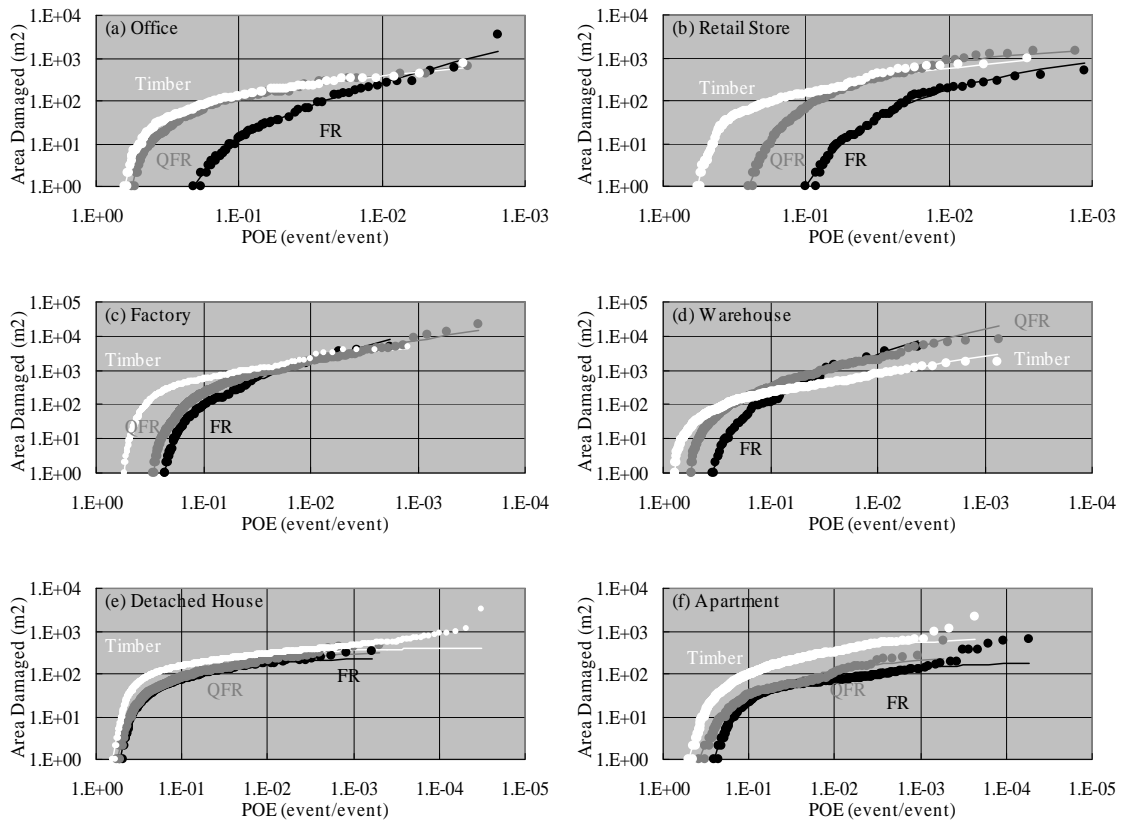 (a) Office
Area Damaged (m2)
1.E+04
1.E+03
1.E+02
1.E+01
1.E+00
Timber
QFR
FR
1.E+00 1.E-01 1.E-02 1.E-03
POE (event/event)
(b) Retail Store
Area Damaged (m2)
1.E+04
1.E+03
1.E+02
1.E+01
1.E+00
Timber
QFR
FR
1.E+00 1.E-01 1.E-02 1.E-03
POE (event/event)
(c) Factory
Area Damaged (m2)
1.E+05
1.E+04
1.E+03
1.E+02
1.E+01
1.E+00
Timber
QFR
FR
1.E+00 1.E-01 1.E-02 1.E-03 1.E-04
POE (event/event)
(d) Warehouse
Area Damaged (m2)
1.E+05
1.E+04
1.E+03
1.E+02
1.E+01
1.E+00
QFR
Timber
FR
1.E+00 1.E-01 1.E-02 1.E-03 1.E-04
POE (event/event)
(e) Detached House
Area Damaged (m2)
1.E+04
1.E+03
1.E+02
1.E+01
1.E+00
Timber
QFR
FR
1.E+00 1.E-01 1.E-02 1.E-03 1.E-04 1.E-05
POE (event/event)
(f) Apartment
Area Damaged (m2)
1.E+04
1.E+03
1.E+02
1.E+01
1.E+00
Timber
QFR
FR
1.E+00 1.E-01 1.E-02 1.E-03 1.E-04 1.E-05
POE (event/event)